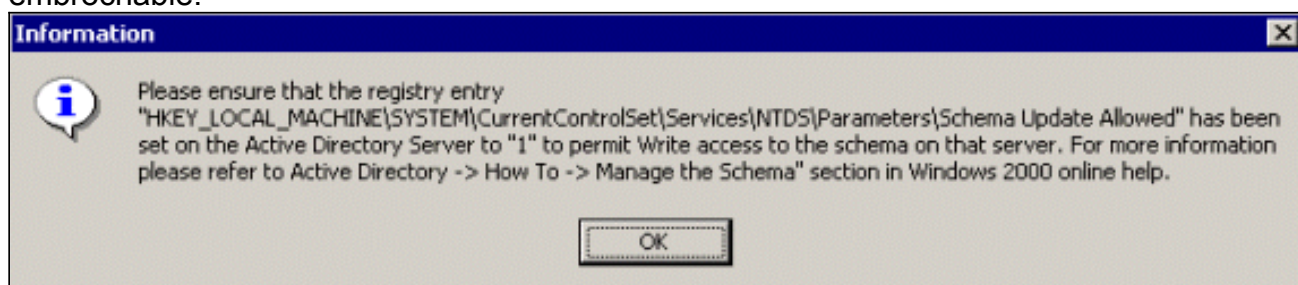 embrochable.
Information
Please ensure that the registry entry
"HKEY_LOCAL_MACHINE\SYSTEM\CurrentControlSet\Services\NTDS\Parameters\Schema Update Allowed" has been
set on the Active Directory Server to "1" to permit Write access to the schema on that server. For more information
please refer to Active Directory -> How To -> Manage the Schema" section in Windows 2000 online help.
OK